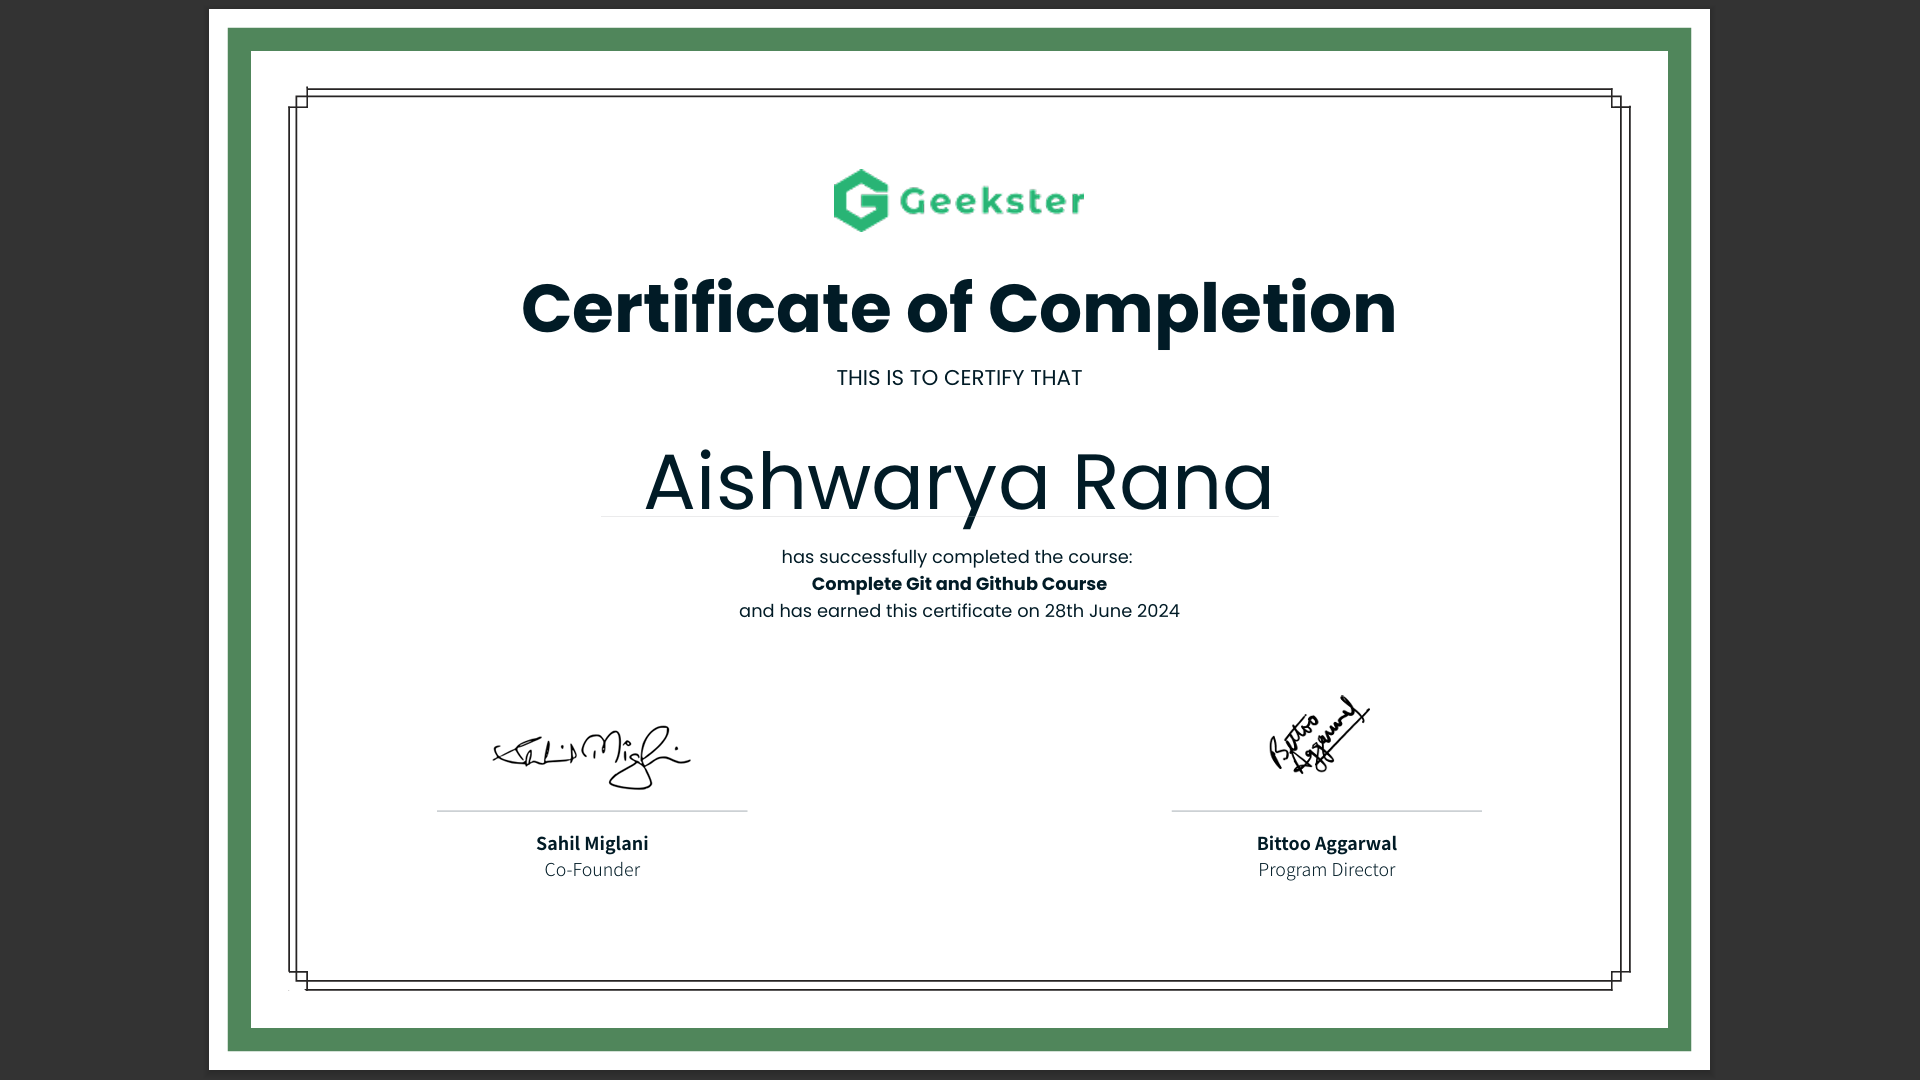 Geekster
Certificate of Completion
THIS IS TO CERTIFY THAT
Aishwarya Rana
has successfully completed the course:
Complete Git and Github Course
and has earned this certificate on 28th June 2024
Sahil Miglani
Bittoo
Aggarwal
Sahil Miglani
Co-Founder
Bittoo Aggarwal
Program Director